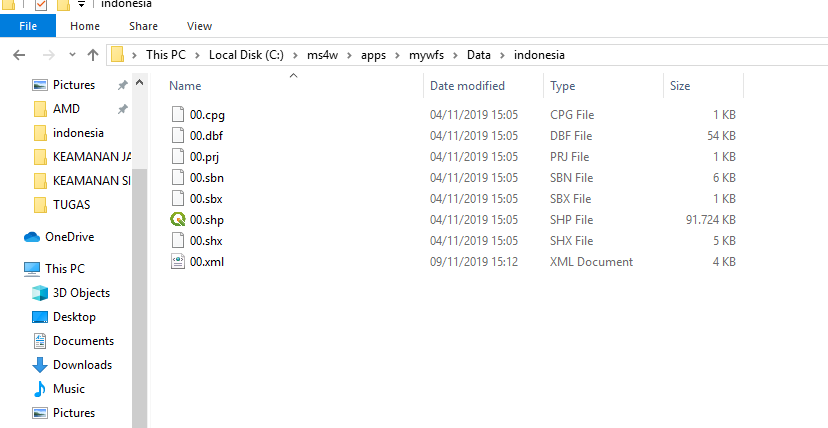 indonesia
File Home Share View
This PC Local Disk (C:) ms4w apps mywfs Data indonesia
Pictures
AMD
indonesia
KEAMANAN JA
KEAMANAN SI
TUGAS
OneDrive
This PC
3D Objects
Desktop
Documents
Downloads
Music
Pictures
Name Date modified Type Size
00.cpg 04/11/2019 15:05 CPG File 1 KB
00.dbf 04/11/2019 15:05 DBF File 54 KB
00.prj 04/11/2019 15:05 PRJ File 1 KB
00.sbn 04/11/2019 15:05 SBN File 6 KB
00.sbx 04/11/2019 15:05 SBX File 1 KB
00.shp 04/11/2019 15:05 SHP File 91.724 KB
00.shx 04/11/2019 15:05 SHX File 5 KB
00.xml 09/11/2019 15:12 XML Document 4 KB